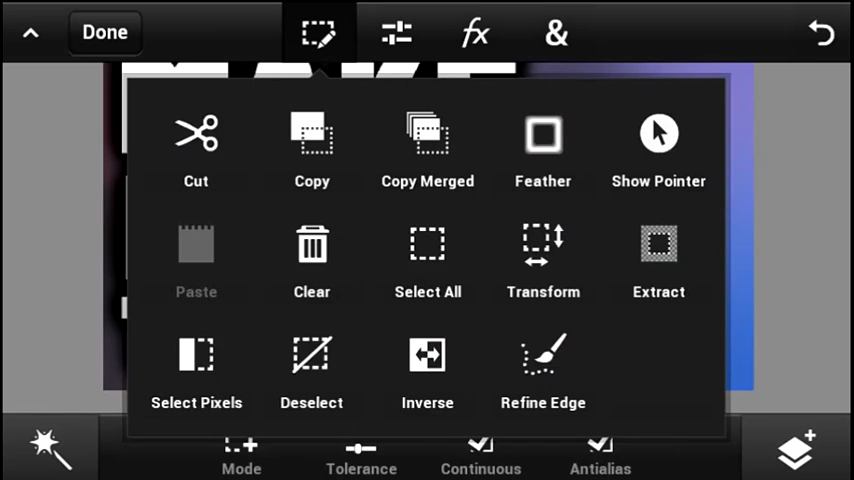 Done
fx
&
Cut
Copy
Copy Merged
Feather
Show Pointer
Paste
Clear
Select All
Transform
Extract
Select Pixels
Deselect
Inverse
Refine Edge
Mode
Tolerance
Continuous
Antialias